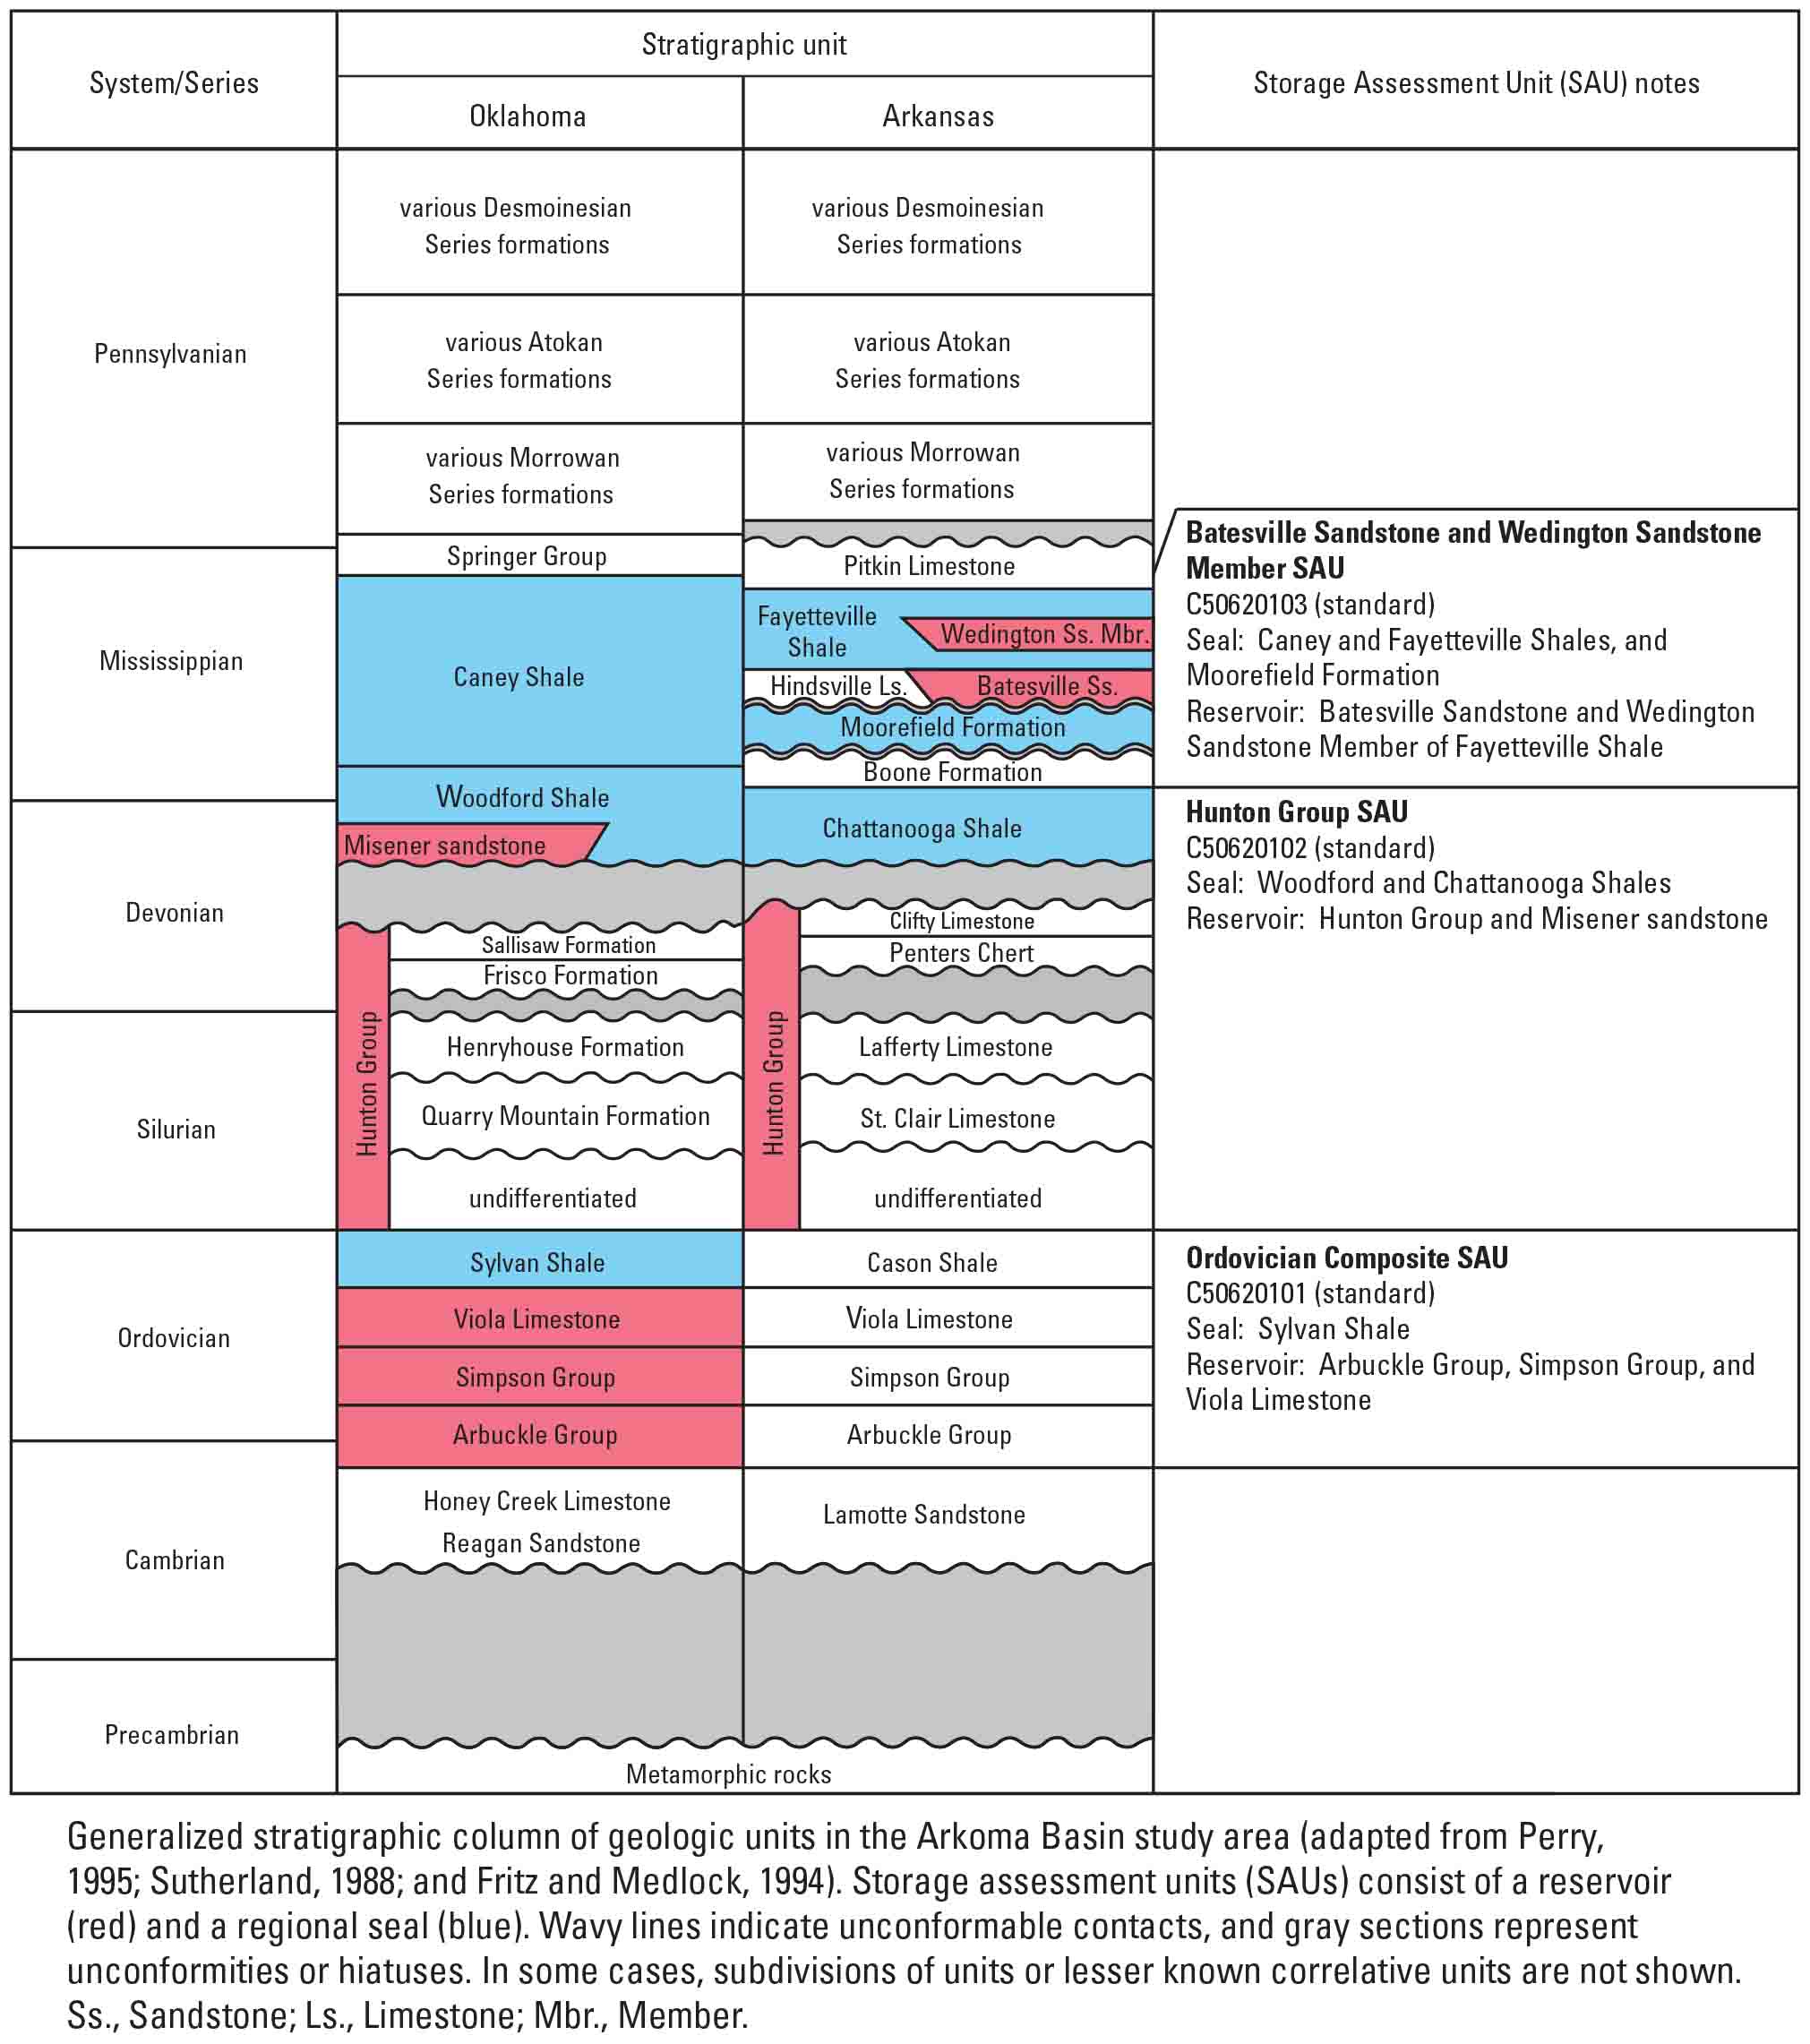 System/Series
Stratigraphic unit
Oklahoma
Arkansas
Storage Assessment Unit (SAU) notes
Pennsylvanian
various Desmoinesian
Series formations
various Desmoinesian
Series formations
various Atokan
Series formations
various Atokan
Series formations
various Morrowan
Series formations
various Morrowan
Series formations
Mississippian
Springer Group
Pitkin Limestone
Caney Shale
Fayetteville
Shale
Wedington Ss. Mbr.
Hindsville Ls.
Batesville Ss.
Moorefield Formation
Boone Formation
Batesville Sandstone and Wedington Sandstone
Member SAU
C50620103 (standard)
Seal: Caney and Fayetteville Shales, and
Moorefield Formation
Reservoir: Batesville Sandstone and Wedington
Sandstone Member of Fayetteville Shale
Devonian
Woodford Shale
Misener sandstone
Chattanooga Shale
Hunton Group SAU
C50620102 (standard)
Seal: Woodford and Chattanooga Shales
Reservoir: Hunton Group and Misener sandstone
Hunton Group
Sallisaw Formation
Frisco Formation
Hunton Group
Clifty Limestone
Penters Chert
Silurian
Henryhouse Formation
Quarry Mountain Formation
undifferentiated
Lafferty Limestone
St. Clair Limestone
undifferentiated
Ordovician
Sylvan Shale
Viola Limestone
Simpson Group
Arbuckle Group
Cason Shale
Viola Limestone
Simpson Group
Arbuckle Group
Ordovician Composite SAU
C50620101 (standard)
Seal: Sylvan Shale
Reservoir: Arbuckle Group, Simpson Group, and
Viola Limestone
Cambrian
Honey Creek Limestone
Reagan Sandstone
Lamotte Sandstone
Precambrian
Metamorphic rocks
Generalized stratigraphic column of geologic units in the Arkoma Basin study area (adapted from Perry,
1995; Sutherland, 1988; and Fritz and Medlock, 1994). Storage assessment units (SAUs) consist of a reservoir
(red) and a regional seal (blue). Wavy lines indicate unconformable contacts, and gray sections represent
unconformities or hiatuses. In some cases, subdivisions of units or lesser known correlative units are not shown.
Ss., Sandstone; Ls., Limestone; Mbr., Member.